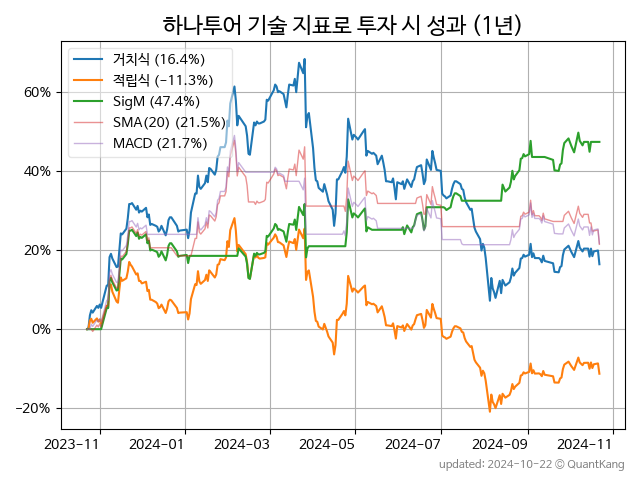 하나투어 기술 지표로 투자 시 성과 (1년)
거치식 (16.4%)
적립식 (-11.3%)
SigM (47.4%)
SMA(20) (21.5%)
MACD (21.7%)
60%
40%
20%
0%
-20%
2023-11 2024-01 2024-03 2024-05 2024-07 2024-09 2024-11
updated: 2024-10-22 ⓒ QuantKang